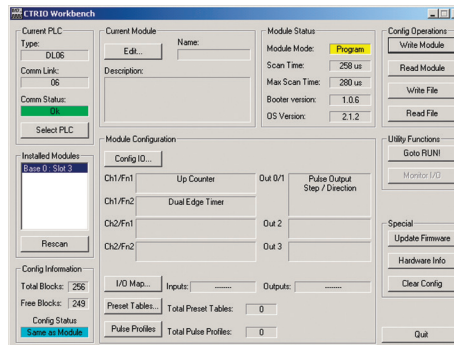 CTRIO Workbench
Current PLC
Type:
DL06
Comm Link:
06
Comm Status:
Ok
Select PLC
Installed Modules
Base 0 : Slot 3
Rescan
Config Information
Total Blocks: 256
Free Blocks: 249
Config Status
Same as Module
Current Module
Edit...
Name:
Description:
Module Status
Module Mode: Program
Scan Time: 258 us
Max Scan Time: 280 us
Booter version: 1.0.6
OS Version: 2.1.2
Module Configuration
Config IO...
Ch1/Fn1 Up Counter Out 0/1 Pulse Output
Step / Direction
Ch1/Fn2 Dual Edge Timer
Ch2/Fn1 Out 2
Ch2/Fn2 Out 3
I/O Map... Inputs: -------- Outputs: --------
Preset Tables... Total Preset Tables: 0
Pulse Profiles Total Pulse Profiles: 0
Config Operations
Write Module
Read Module
Write File
Read File
Utility Functions
Goto RUN!
Monitor I/O
Special
Update Firmware
Hardware Info
Clear Config
Quit